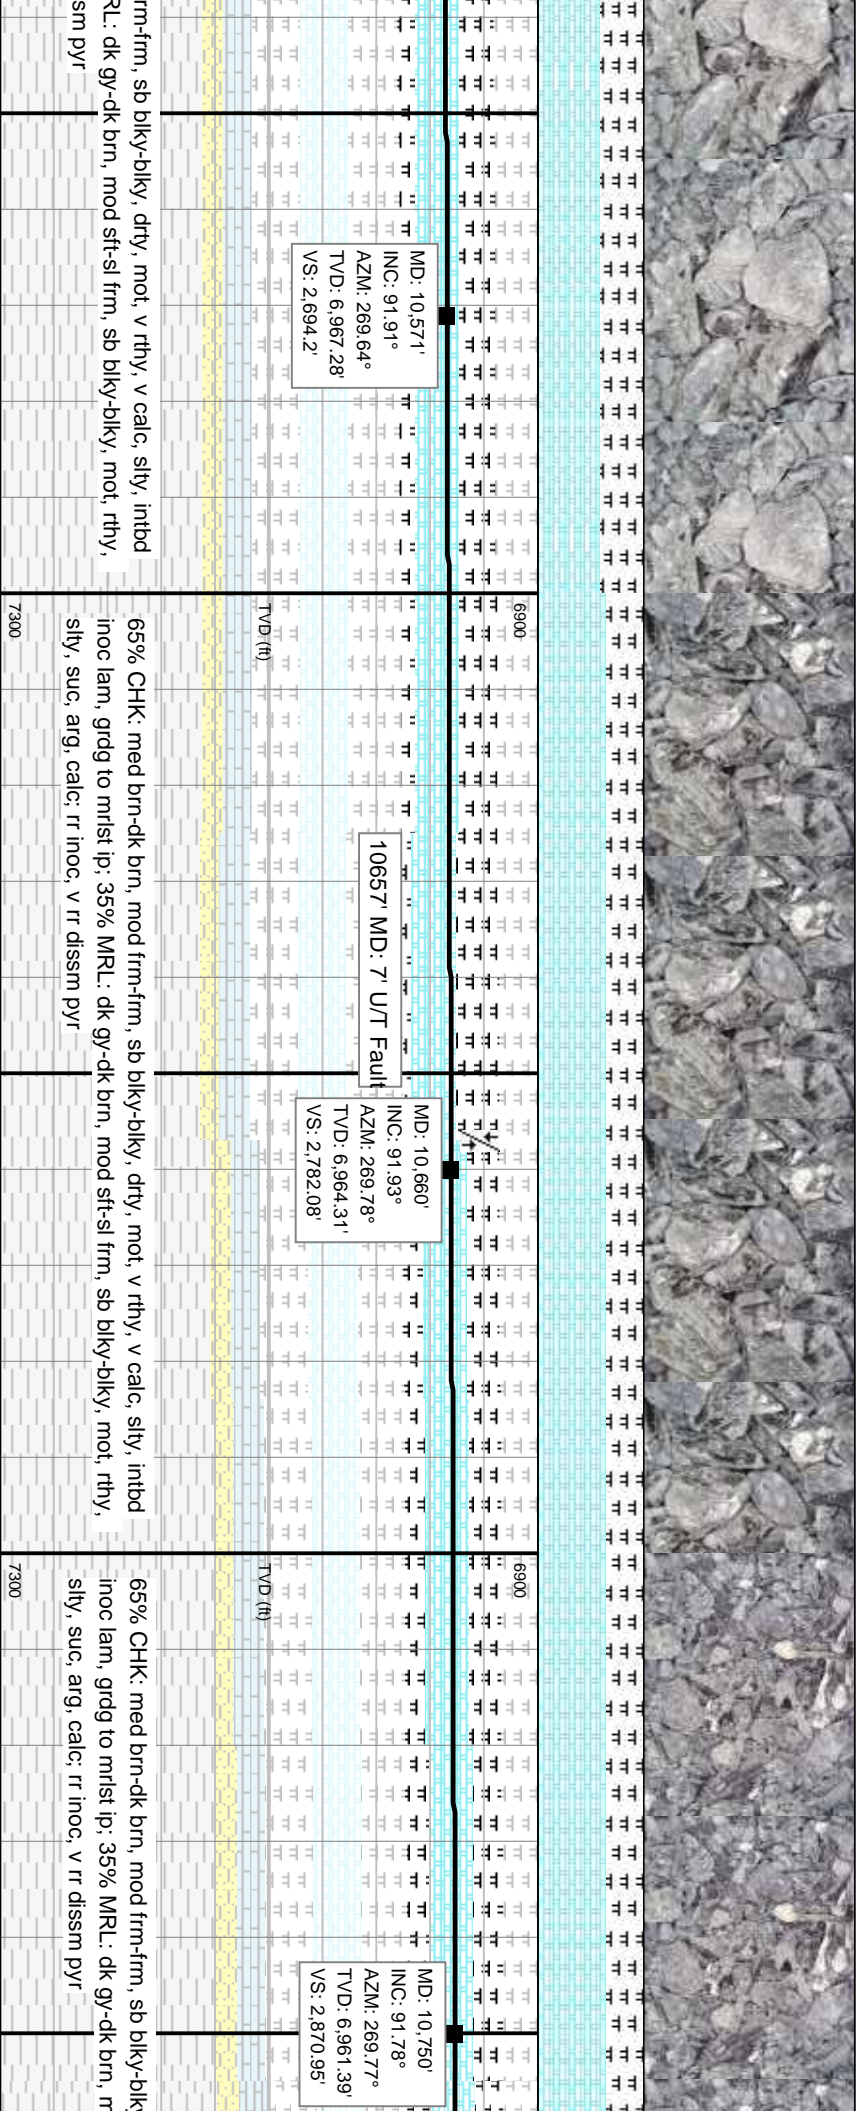 rm-frm, sb blky-blky, drty, mot, v rthy, v calc, slty, intbd
RL: dk gy-dk brn, mod sft-sl frm, sb blky-blky, mot, rthy,
sm pyr
MD: 10,571'
INC: 91.91°
AZM: 269.64°
TVD: 6,967.28'
VS: 2,694.2'
6900
TVD (ft)
7300
65% CHK: med brn-dk brn, mod frm-frm, sb blky-blky, drty, mot, v rthy, v calc, slty, intbd
inoc lam, grdg to mrlst ip; 35% MRL: dk gy-dk brn, mod sft-sl frm, sb blky-blky, mot, rthy,
slty, suc, arg, calc; rr inoc, v rr dissm pyr
10657' MD: 7' U/T Fault
MD: 10,660'
INC: 91.93°
AZM: 269.78°
TVD: 6,964.31'
VS: 2,782.08'
6900
TVD (ft)
7300
65% CHK: med brn-dk brn, mod frm-frm, sb blky-blky
inoc lam, grdg to mrlst ip; 35% MRL: dk gy-dk brn, m
slty, suc, arg, calc; rr inoc, v rr dissm pyr
MD: 10,750'
INC: 91.78°
AZM: 269.77°
TVD: 6,961.39'
VS: 2,870.95'